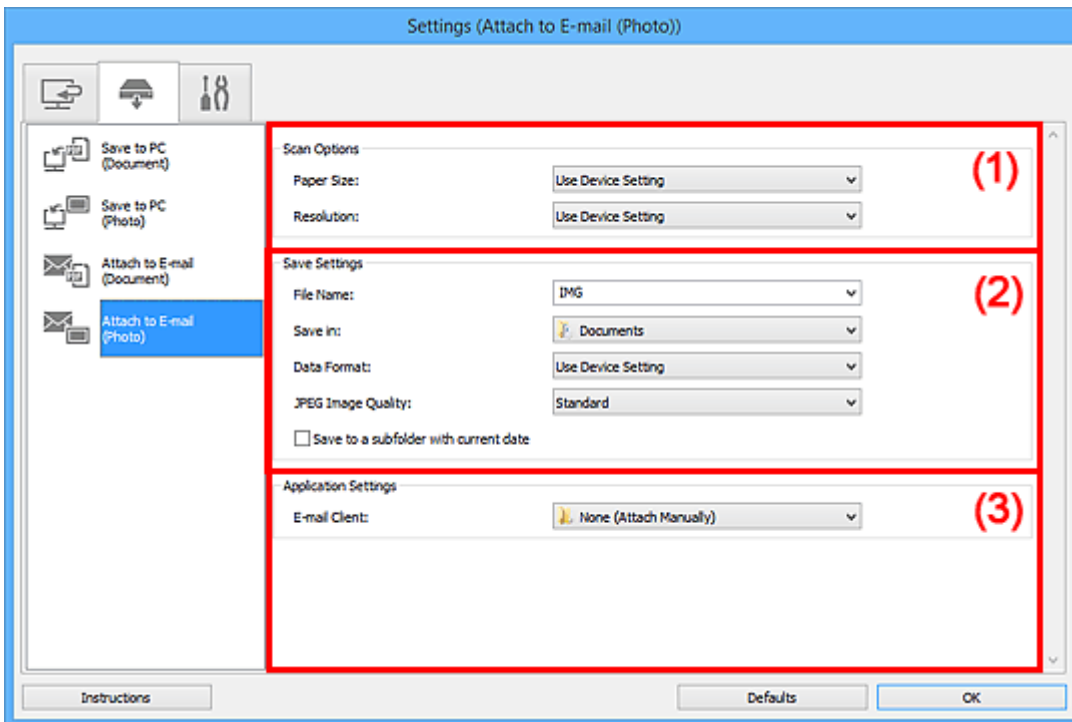 Settings (Attach to E-mail (Photo))
Save to PC
(Document)
Save to PC
(Photo)
Attach to E-mail
(Document)
Attach to E-mail
(Photo)
Scan Options
(1)
Paper Size: Use Device Setting
Resolution: Use Device Setting
Save Settings
(2)
File Name: IMG
Save in: Documents
Data Format: Use Device Setting
JPEG Image Quality: Standard
Save to a subfolder with current date
Application Settings
(3)
E-mail Client: None (Attach Manually)
Instructions Defaults OK